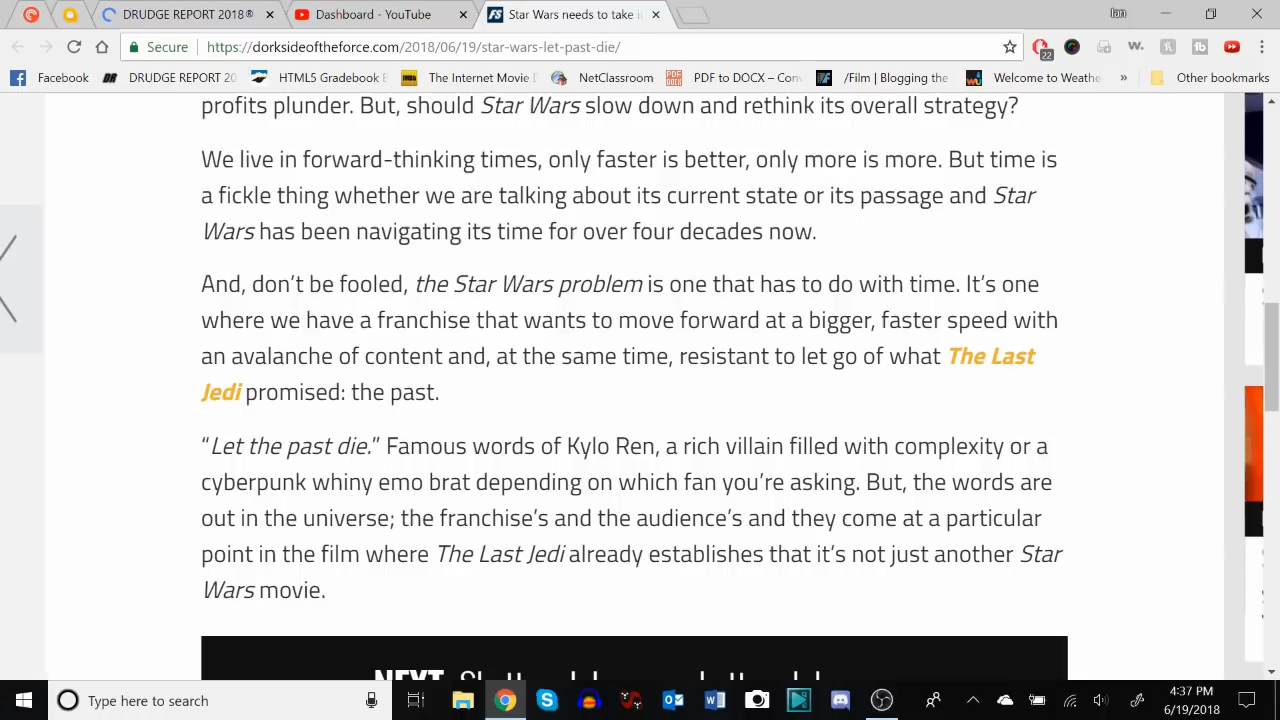 DRUDGE REPORT 2018®
Dashboard - YouTube
Star Wars needs to take i
Secure
https://dorksideoftheforce.com/2018/06/19/star-wars-let-past-die/
22
Facebook
DRUDGE REPORT 20
HTML5 Gradebook E
The Internet Movie D
NetClassroom
PDF to DOCX – Con
/Film | Blogging the
Welcome to Weathe
»
Other bookmarks
profits plunder. But, should Star Wars slow down and rethink its overall strategy?
We live in forward-thinking times, only faster is better, only more is more. But time is
a fickle thing whether we are talking about its current state or its passage and Star
Wars has been navigating its time for over four decades now.
And, don’t be fooled, the Star Wars problem is one that has to do with time. It’s one
where we have a franchise that wants to move forward at a bigger, faster speed with
an avalanche of content and, at the same time, resistant to let go of what The Last
Jedi promised: the past.
“Let the past die.” Famous words of Kylo Ren, a rich villain filled with complexity or a
cyberpunk whiny emo brat depending on which fan you’re asking. But, the words are
out in the universe; the franchise’s and the audience’s and they come at a particular
point in the film where The Last Jedi already establishes that it’s not just another Star
Wars movie.
NEXT
Type here to search
4:37 PM
6/19/2018